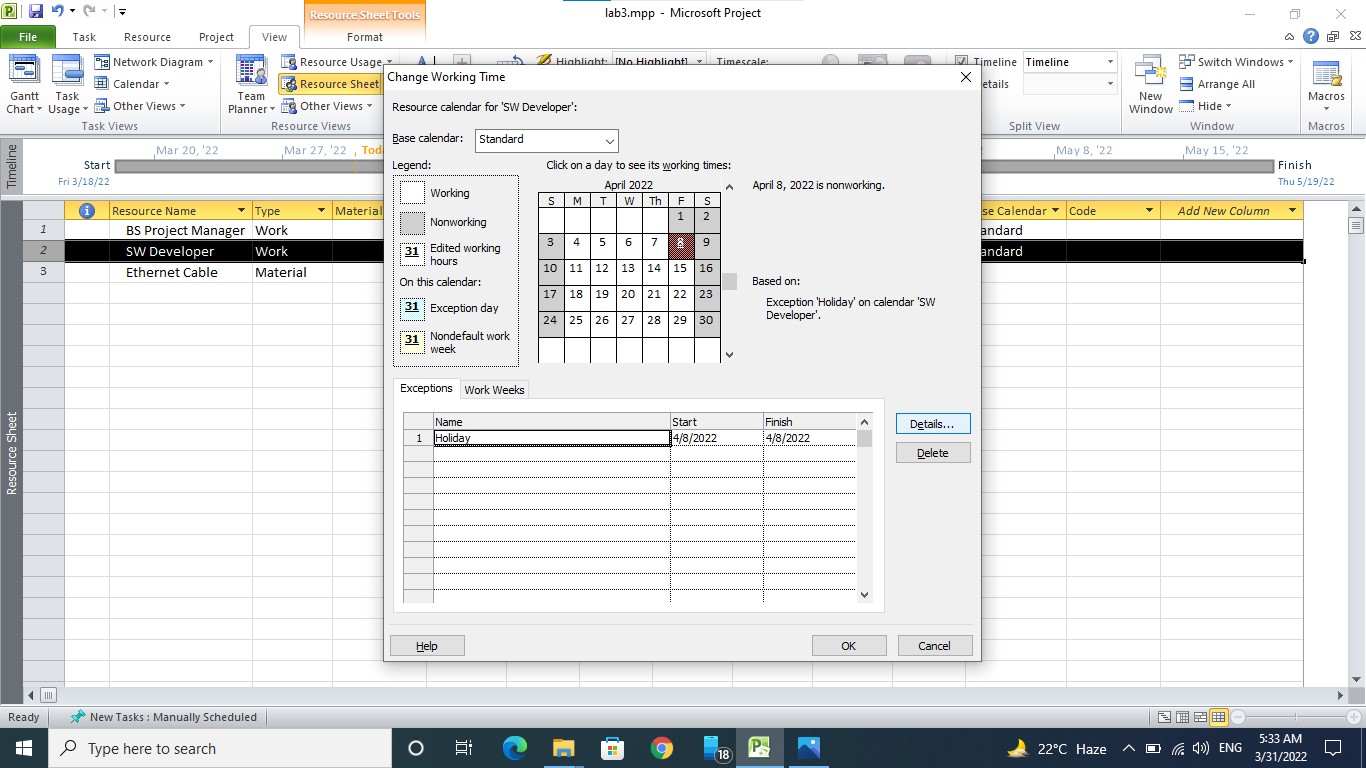 Resource Sheet Tools
lab3.mpp - Microsoft Project
File Task Resource Project View Format
Network Diagram Resource Usage Highlight: [No Highlight] Timescale: Timeline Timeline Switch Windows
Gantt Chart Task Usage Calendar Team Planner Resource Sheet New Window Arrange All Macros
Other Views Other Views Hide
Task Views Resource Views Split View Window Macros
Timeline
Start Mar 20, '22 Mar 27, '22 May 8, '22 May 15, '22 Finish
Fri 3/18/22 Thu 5/19/22
Resource Name Type Material Calendar Code Add New Column
1 BS Project Manager Work
2 SW Developer Work
3 Ethernet Cable Material
Resource Sheet
Change Working Time
Resource calendar for 'SW Developer':
Base calendar: Standard
Legend: Click on a day to see its working times:
Working
Nonworking
31 Edited working
hours
On this calendar:
31 Exception day
31 Nondefault work
week
April 2022
S M T W Th F S
1 2
3 4 5 6 7 8 9
10 11 12 13 14 15 16
17 18 19 20 21 22 23
24 25 26 27 28 29 30
April 8, 2022 is nonworking.
Based on:
Exception 'Holiday' on calendar 'SW
Developer'.
Exceptions Work Weeks
Name Start Finish
1 Holiday 4/8/2022 4/8/2022
Details...
Delete
Help OK Cancel
Ready New Tasks : Manually Scheduled
Type here to search
18
22°C Haze ENG
5:33 AM
3/31/2022